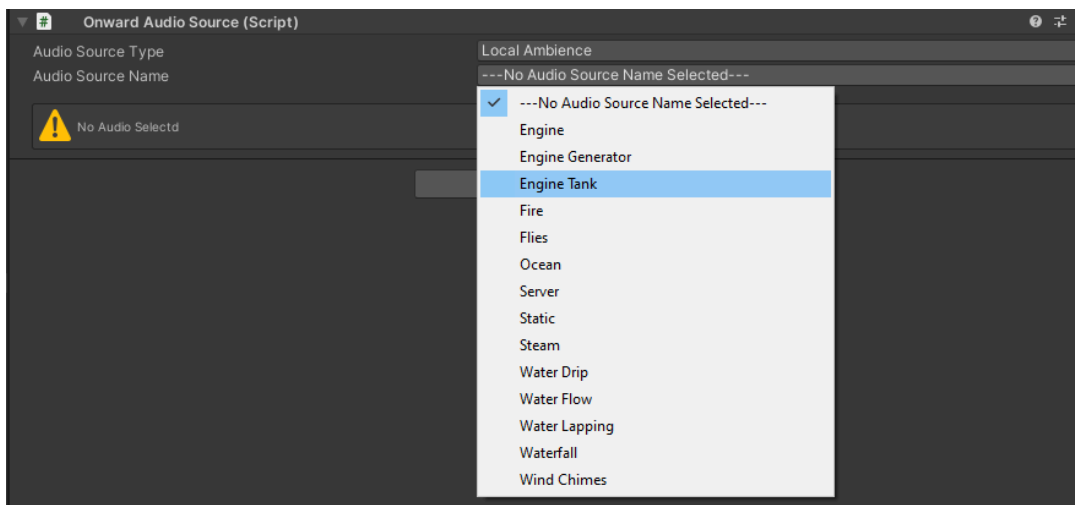 # Onward Audio Source (Script)
Audio Source Type Local Ambience
Audio Source Name ---No Audio Source Name Selected---
No Audio Selectd
---No Audio Source Name Selected---
Engine
Engine Generator
Engine Tank
Fire
Flies
Ocean
Server
Static
Steam
Water Drip
Water Flow
Water Lapping
Waterfall
Wind Chimes